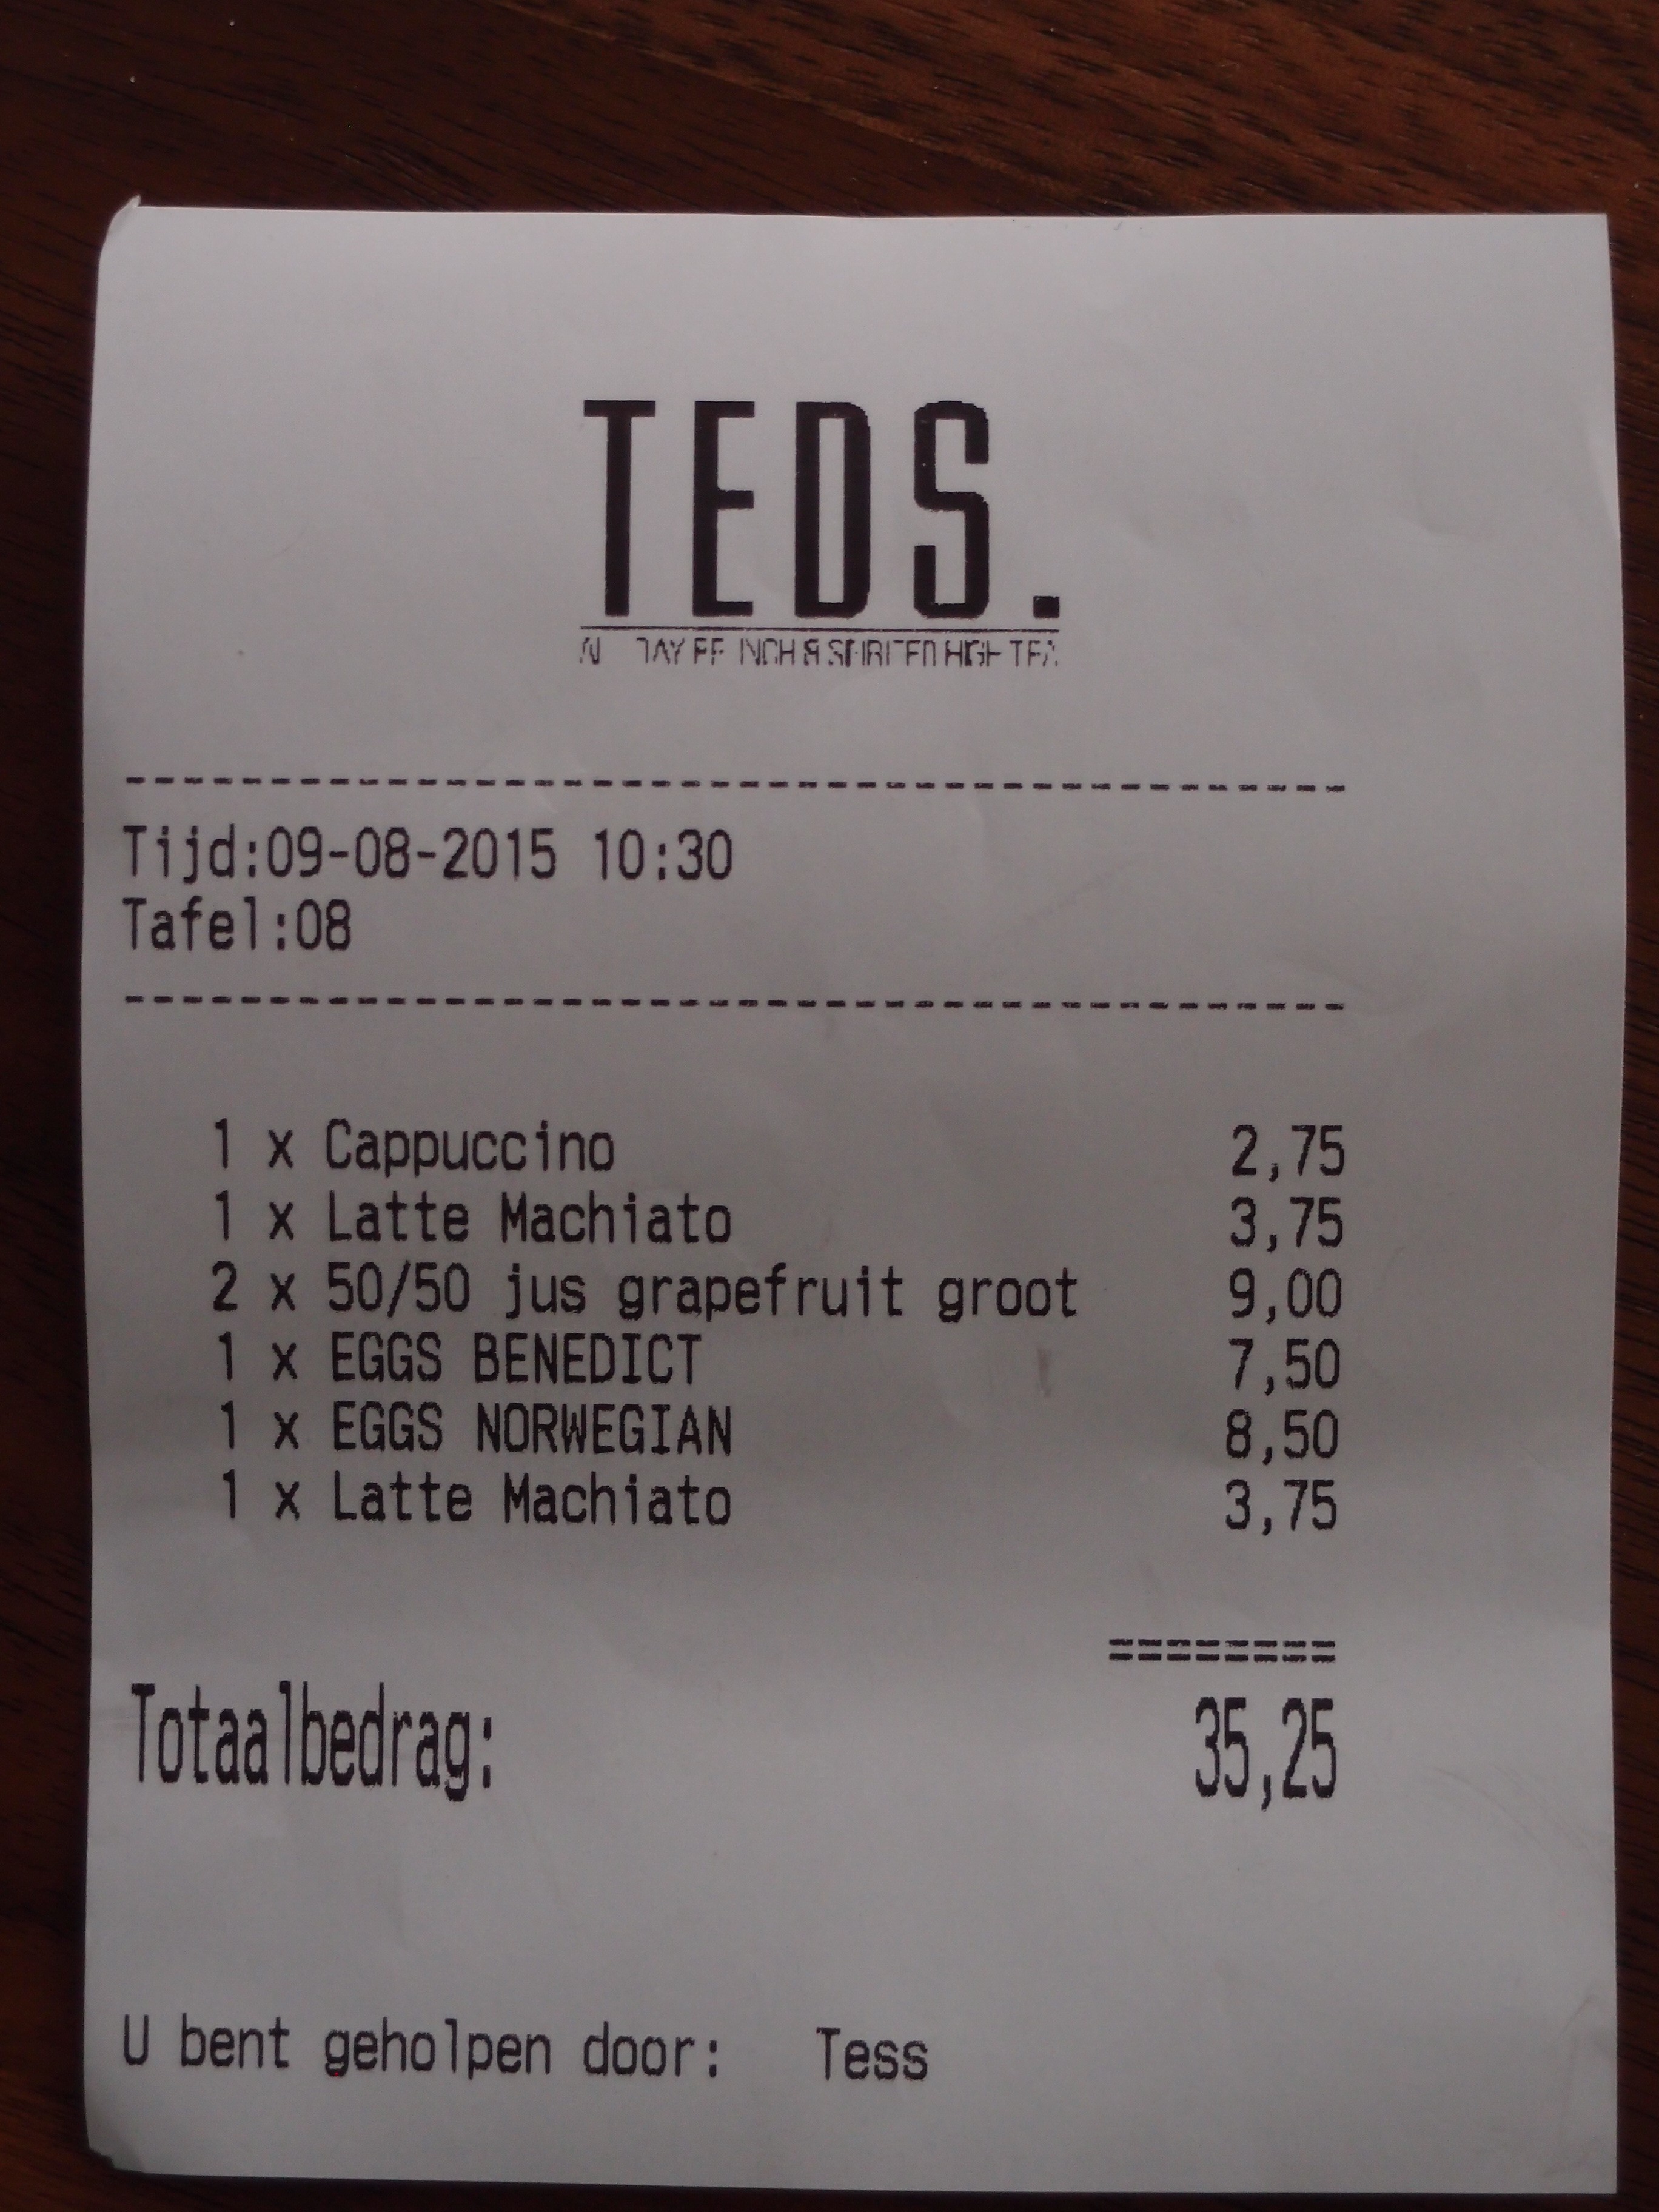 TEDS.
HIGH TEA
--------------------------------------------
Tijd:09-08-2015 10:30
Tafel:08
--------------------------------------------
1 x Cappuccino 2,75
1 x Latte Machiato 3,75
2 x 50/50 jus grapefruit groot 9,00
1 x EGGS BENEDICT 7,50
1 x EGGS NORWEGIAN 8,50
1 x Latte Machiato 3,75
========
Totaalbedrag: 35,25
U bent geholpen door: Tess